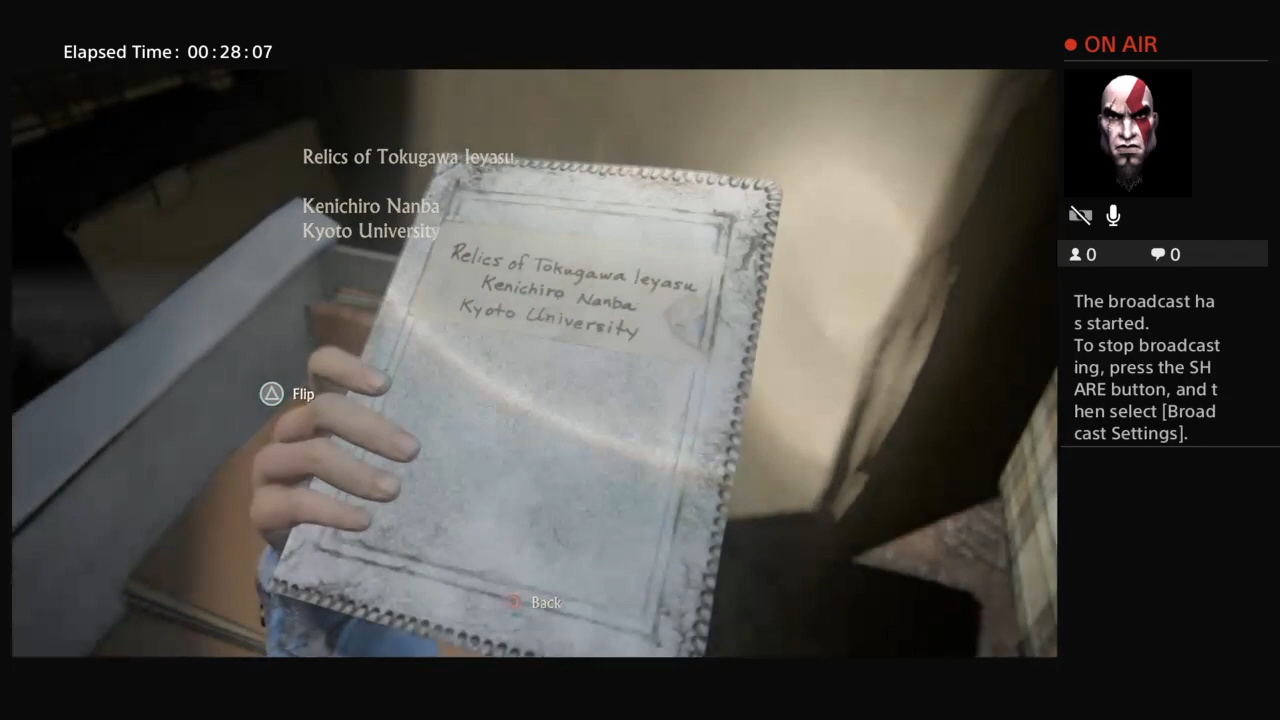 Elapsed Time: 00:28:07
ON AIR
Relics of Tokugawa Ieyasu
Kenichiro Nanba
Kyoto University
Relics of Tokugawa Ieyasu
Kenichiro Nanba
Kyoto University
Flip
Back
0 0
The broadcast ha
s started.
To stop broadcast
ing, press the SH
ARE button, and t
hen select [Broad
cast Settings].